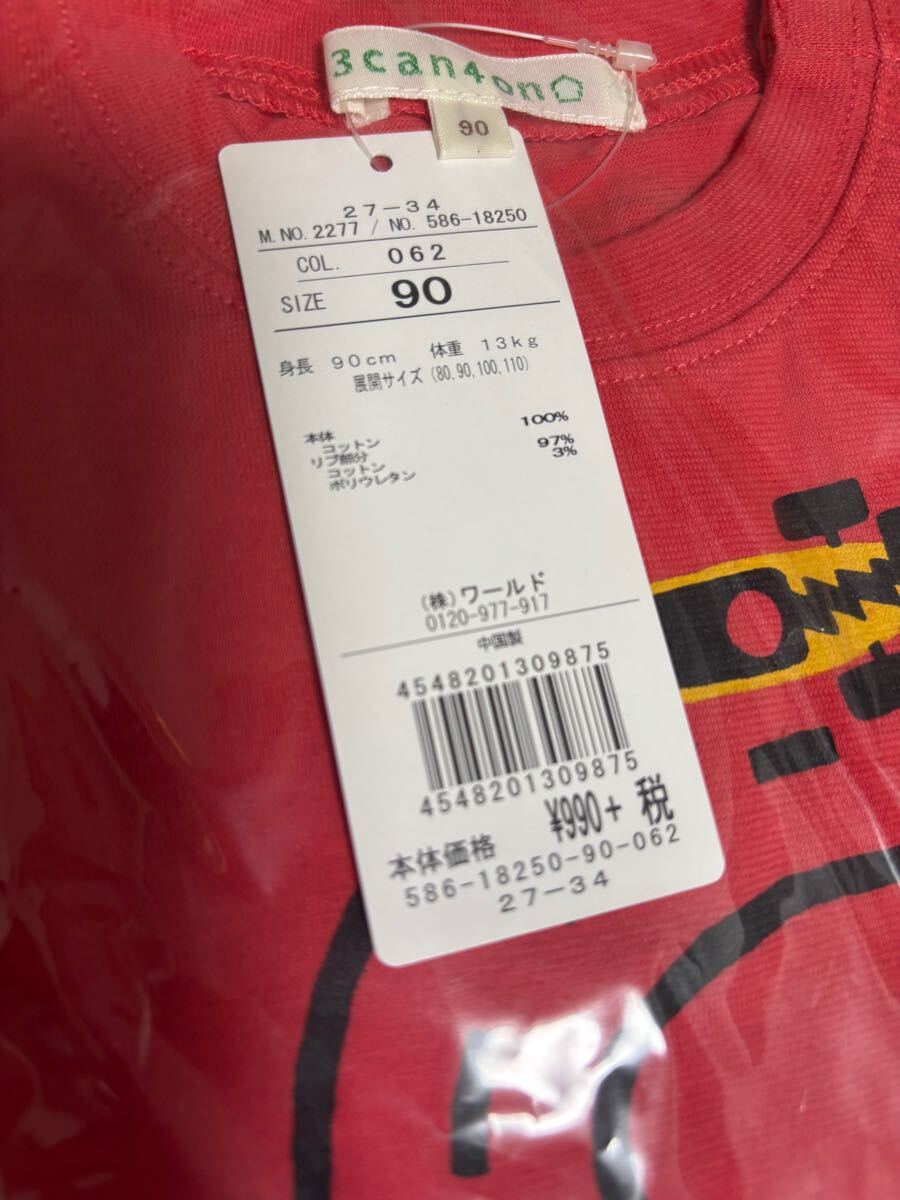 3can4on
90
27-34
M.NO.2277 / NO. 586-18250
COL. 062
SIZE 90
身長 90cm 体重 13kg
展開サイズ (80,90,100,110)
本体 100%
コットン
リブ部分 97%
コットン 3%
ポリウレタン
(株)ワールド
0120-977-917
中国製
4548201309875
4548201309875
本体価格 ¥990+ 税
586-18250-90-062
27-34